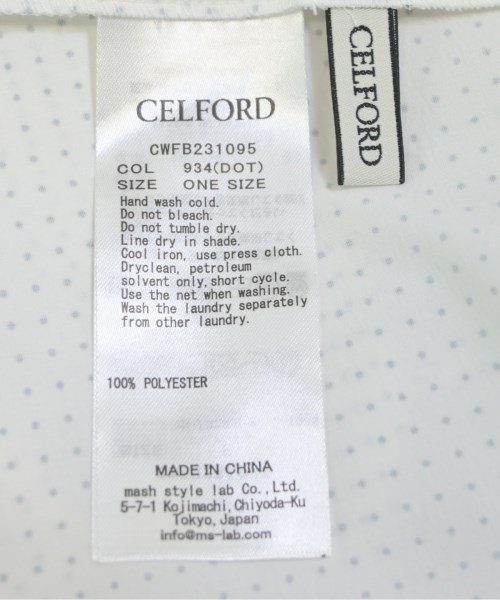 CELFORD
CWFB231095
COL 934(DOT)
SIZE ONE SIZE
Hand wash cold.
Do not bleach.
Do not tumble dry.
Line dry in shade.
Cool iron, use press cloth.
Dryclean, petroleum
solvent only,short cycle.
Use the net when washing.
Wash the laundry separately
from other laundry.
100% POLYESTER
MADE IN CHINA
mash style lab Co.,Ltd.
5-7-1 Kojimachi,Chiyoda-Ku
Tokyo,Japan
info@ms-lab.com
CELFORD